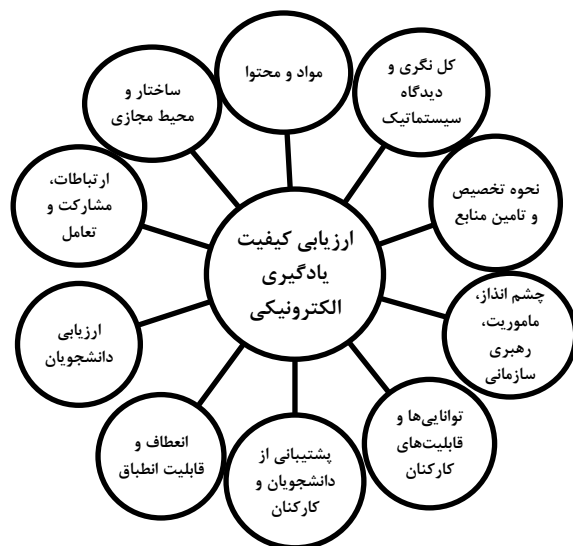 ارزیابی کیفیت
یادگیری
الکترونیکی
مواد و محتوا
کل نگری و
دیدگاه
سیستماتیک
نحوه تخصیص
و تامین منابع
چشم انداز،
ماموریت،
رهبری
سازمانی
توانایی‌ها و
قابلیت‌های
کارکنان
پشتیبانی از
دانشجویان و
کارکنان
انعطاف و
قابلیت انطباق
ارزیابی
دانشجویان
ارتباطات،
مشارکت و
تعامل
ساختار و
محیط مجازی